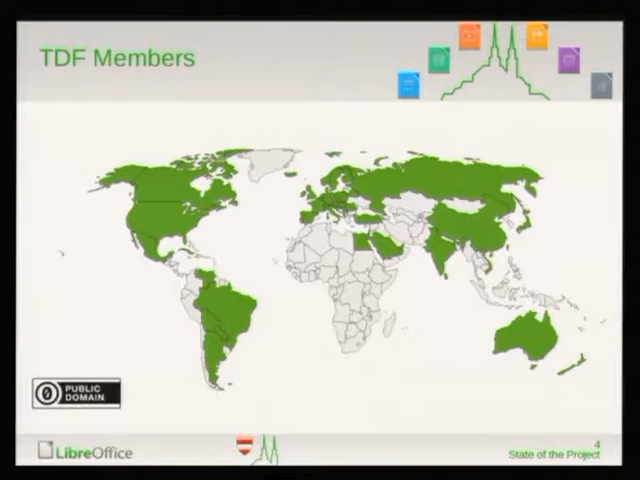 TDF Members
PUBLIC
DOMAIN
LibreOffice
4
State of the Project